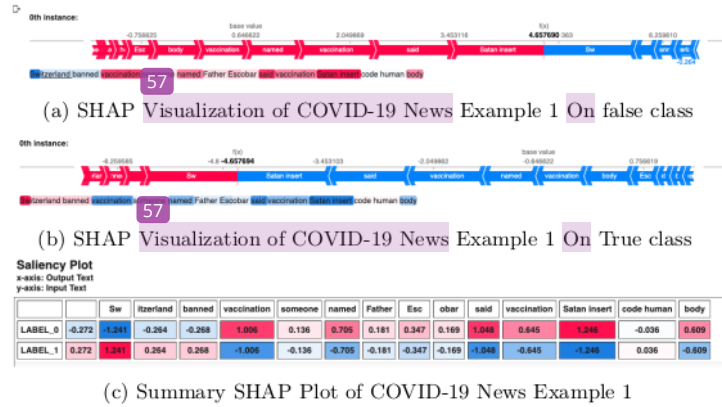 0th instance:
base value f(x)
-0.756625 0.646622 2.049869 3.453116 4.657690 363 6.259610
Esc body vaccination named vaccination said Satan insert Sw
-0.264
Switzerland banned vaccination someone named Father Escobar said vaccination Satan insert code human body
57
(a) SHAP Visualization of COVID-19 News Example 1 On false class
0th instance:
f(x) base value
-4.8 -4.657694 -3.453103 -2.049862 -0.646622 0.756619
Sw Satan insert said vaccination named vaccination body Esc
Switzerland banned vaccination someone named Father Escobar said vaccination Satan insert code human body
57
(b) SHAP Visualization of COVID-19 News Example 1 On True class
Saliency Plot
x-axis: Output Text
y-axis: Input Text
Sw itzerland banned vaccination someone named Father Esc obar said vaccination Satan insert code human body
LABEL_0 -0.272 -1.241 -0.264 -0.268 1.006 0.136 0.705 0.181 0.347 0.169 1.048 0.645 1.246 -0.036 0.609
LABEL_1 0.272 1.241 0.264 0.268 -1.006 -0.136 -0.705 -0.181 -0.347 -0.169 -1.048 -0.645 -1.246 0.036 -0.609
(c) Summary SHAP Plot of COVID-19 News Example 1